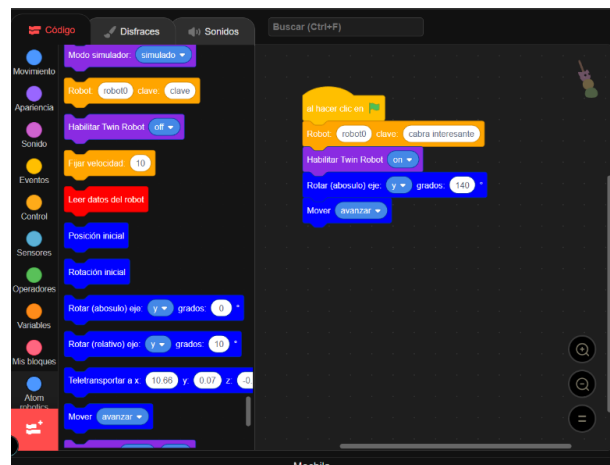 Código
Disfraces
Sonidos
Buscar (Ctrl+F)
Movimiento
Apariencia
Sonido
Eventos
Control
Sensores
Operadores
Variables
Mis bloques
Atom
robotics
Modo simulador: simulado
Robot: robot0 clave: clave
Habilitar Twin Robot off
Fijar velocidad: 10
Leer datos del robot
Posición inicial
Rotación inicial
Rotar (abosulo) eje: y grados: 0 °
Rotar (relativo) eje: y grados: 10 °
Teletransportar a x: 10.66 y: 0.07 z: -0.
Mover avanzar
al hacer clic en
Robot: robot0 clave: cabra interesante
Habilitar Twin Robot on
Rotar (abosulo) eje: y grados: 140 °
Mover avanzar
Mochila